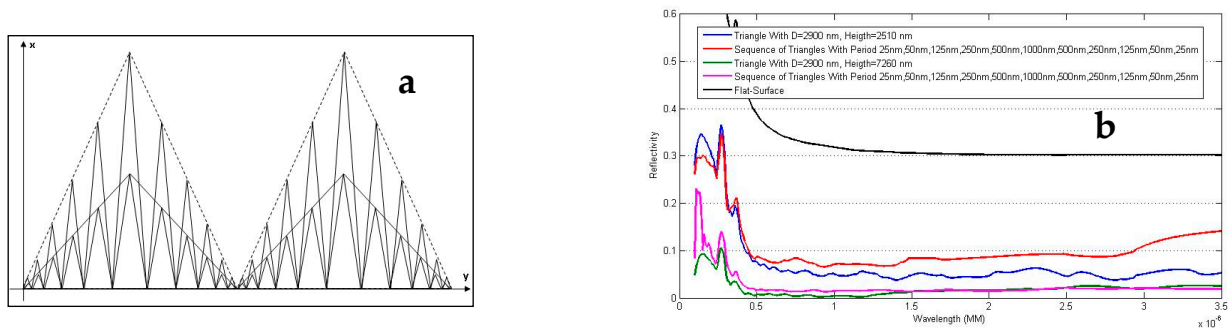 x
a
y
0.6
0.5
0.4
0.3
0.2
0.1
0
Reflectivity
Triangle With D=2900 nm, Heigth=2510 nm
Sequence of Triangles With Period 25nm,50nm,125nm,250nm,500nm,1000nm,500nm,250nm,125nm,50nm,25nm
Triangle With D=2900 nm, Heigth=7260 nm
Sequence of Triangles With Period 25nm,50nm,125nm,250nm,500nm,1000nm,500nm,250nm,125nm,50nm,25nm
Flat-Surface
b
0 0.5 1 1.5 2 2.5 3 3.5
Wavelength (MM)
x 10⁻⁶